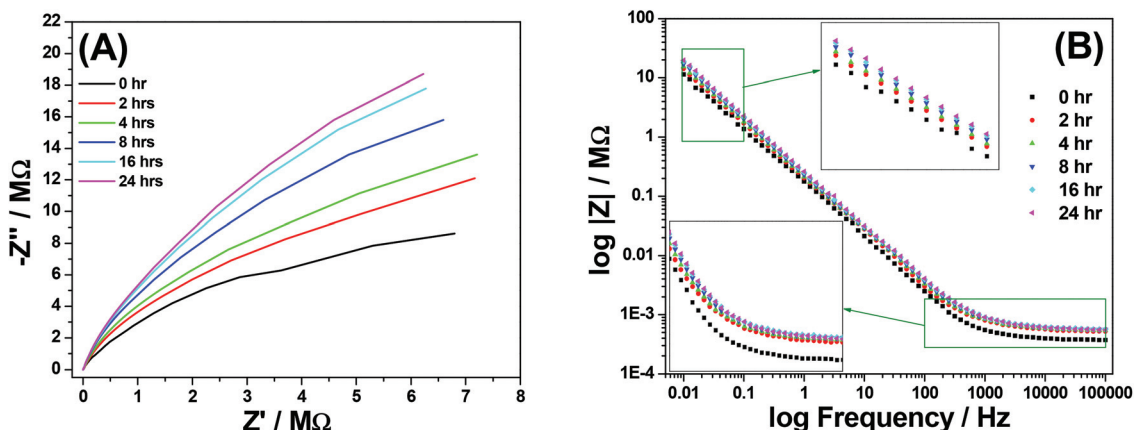 (A)
22
20
18
16
14
12
10
8
6
4
2
0
-Z" / MΩ
0 hr
2 hrs
4 hrs
8 hrs
16 hrs
24 hrs
0 1 2 3 4 5 6 7 8
Z' / MΩ
(B)
100
10
1
0.1
0.01
1E-3
1E-4
log |Z| / MΩ
0 hr
2 hr
4 hr
8 hr
16 hr
24 hr
0.01 0.1 1 10 100 1000 10000 100000
log Frequency / Hz